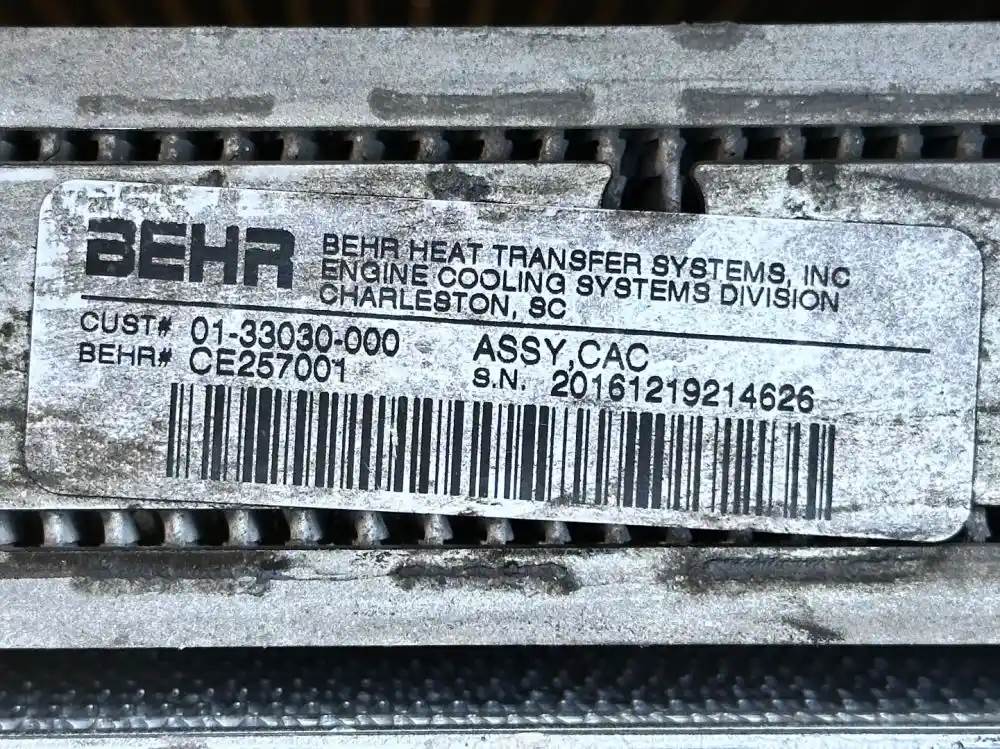 BEHR
BEHR HEAT TRANSFER SYSTEMS, INC
ENGINE COOLING SYSTEMS DIVISION
CHARLESTON, SC
CUST# 01-33030-000 ASSY,CAC
BEHR# CE257001 S.N. 20161219214626